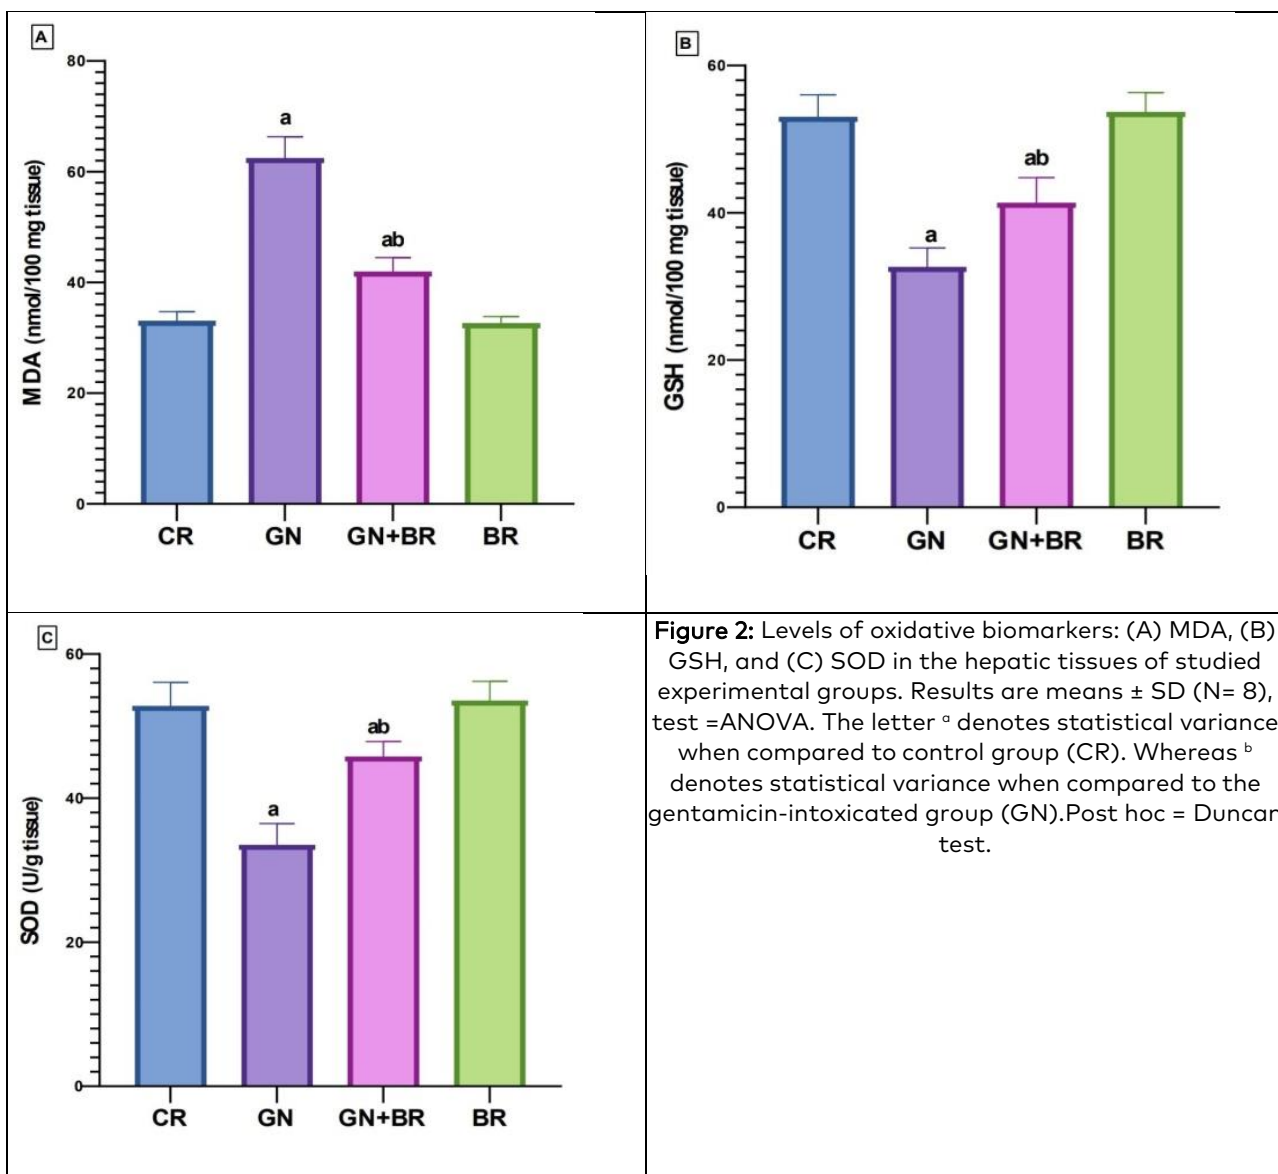 A
80
60
40
20
0
MDA (nmol/100 mg tissue)
a
ab
CR GN GN+BR BR
B
60
40
20
0
GSH (nmol/100 mg tissue)
a
ab
CR GN GN+BR BR
C
60
40
20
0
SOD (U/g tissue)
a
ab
CR GN GN+BR BR
Figure 2: Levels of oxidative biomarkers: (A) MDA, (B)
GSH, and (C) SOD in the hepatic tissues of studied
experimental groups. Results are means ± SD (N= 8),
test =ANOVA. The letter ᵃ denotes statistical variance
when compared to control group (CR). Whereas ᵇ
denotes statistical variance when compared to the
gentamicin-intoxicated group (GN).Post hoc = Duncan
test.